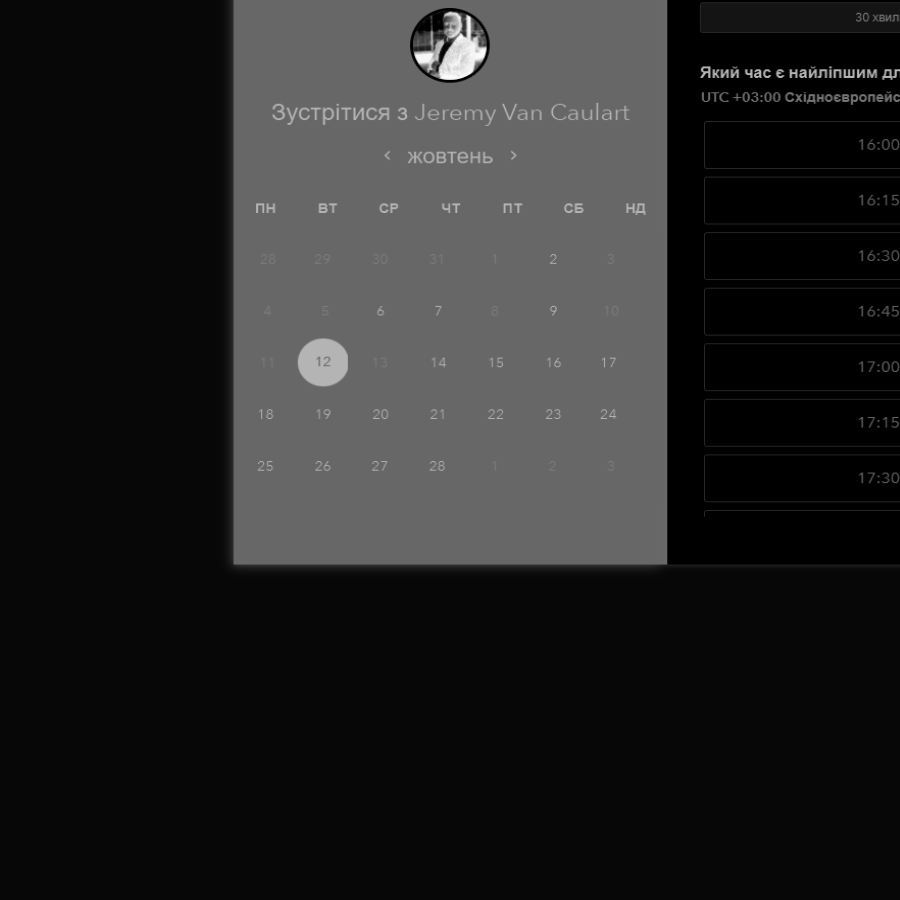 Зустрітися з Jeremy Van Caulart
жовтень
ПН ВТ СР ЧТ ПТ СБ НД
28 29 30 31 1 2 3
4 5 6 7 8 9 10
11 12 13 14 15 16 17
18 19 20 21 22 23 24
25 26 27 28 1 2 3
30 хвил
Який час є найліпшим дл
UTC +03:00 Східноєвропейс
16:00
16:15
16:30
16:45
17:00
17:15
17:30